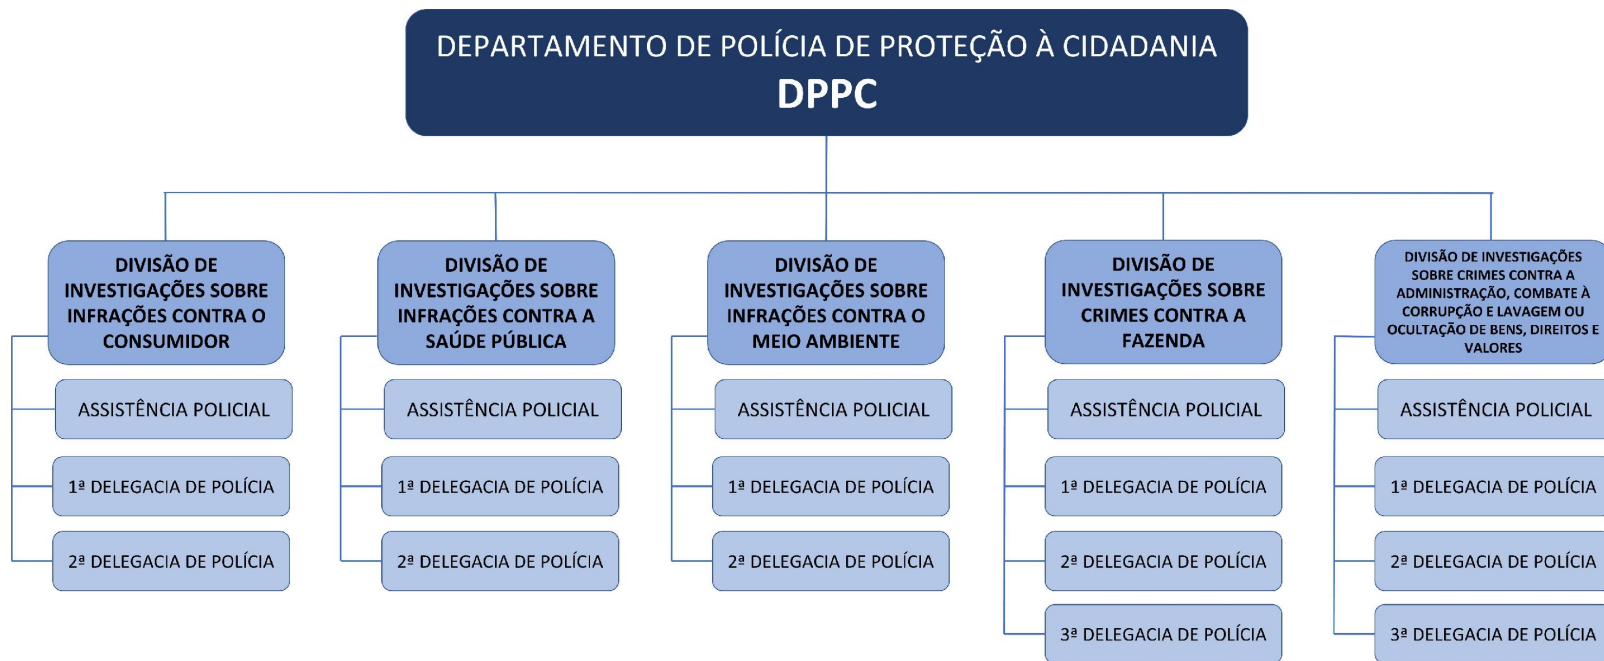 DEPARTAMENTO DE POLÍCIA DE PROTEÇÃO À CIDADANIA
DPPC
DIVISÃO DE
INVESTIGAÇÕES SOBRE
INFRAÇÕES CONTRA O
CONSUMIDOR
ASSISTÊNCIA POLICIAL
1ª DELEGACIA DE POLÍCIA
2ª DELEGACIA DE POLÍCIA
DIVISÃO DE
INVESTIGAÇÕES SOBRE
INFRAÇÕES CONTRA A
SAÚDE PÚBLICA
ASSISTÊNCIA POLICIAL
1ª DELEGACIA DE POLÍCIA
2ª DELEGACIA DE POLÍCIA
DIVISÃO DE
INVESTIGAÇÕES SOBRE
INFRAÇÕES CONTRA O
MEIO AMBIENTE
ASSISTÊNCIA POLICIAL
1ª DELEGACIA DE POLÍCIA
2ª DELEGACIA DE POLÍCIA
DIVISÃO DE
INVESTIGAÇÕES SOBRE
CRIMES CONTRA A
FAZENDA
ASSISTÊNCIA POLICIAL
1ª DELEGACIA DE POLÍCIA
2ª DELEGACIA DE POLÍCIA
3ª DELEGACIA DE POLÍCIA
DIVISÃO DE INVESTIGAÇÕES
SOBRE CRIMES CONTRA A
ADMINISTRAÇÃO, COMBATE À
CORRUPÇÃO E LAVAGEM OU
OCULTAÇÃO DE BENS, DIREITOS E
VALORES
ASSISTÊNCIA POLICIAL
1ª DELEGACIA DE POLÍCIA
2ª DELEGACIA DE POLÍCIA
3ª DELEGACIA DE POLÍCIA